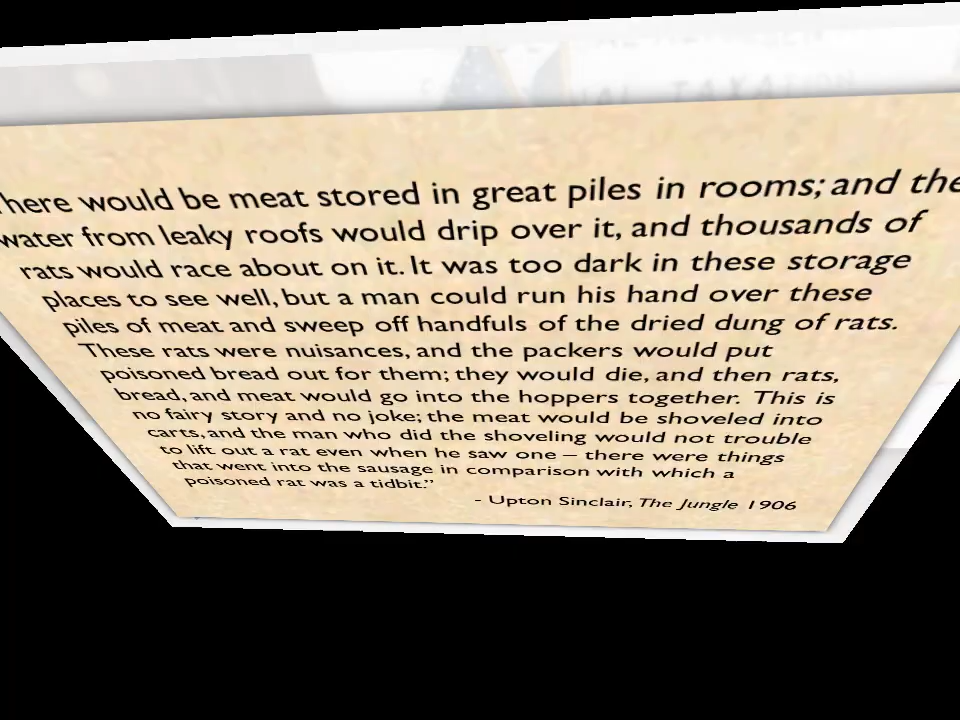 There would be meat stored in great piles in rooms; and the
water from leaky roofs would drip over it, and thousands of
rats would race about on it. It was too dark in these storage
places to see well, but a man could run his hand over these
piles of meat and sweep off handfuls of the dried dung of rats.
These rats were nuisances, and the packers would put
poisoned bread out for them; they would die, and then rats,
bread, and meat would go into the hoppers together. This is
no fairy story and no joke; the meat would be shoveled into
carts, and the man who did the shoveling would not trouble
to lift out a rat even when he saw one – there were things
that went into the sausage in comparison with which a
poisoned rat was a tidbit.”
- Upton Sinclair, The Jungle 1906